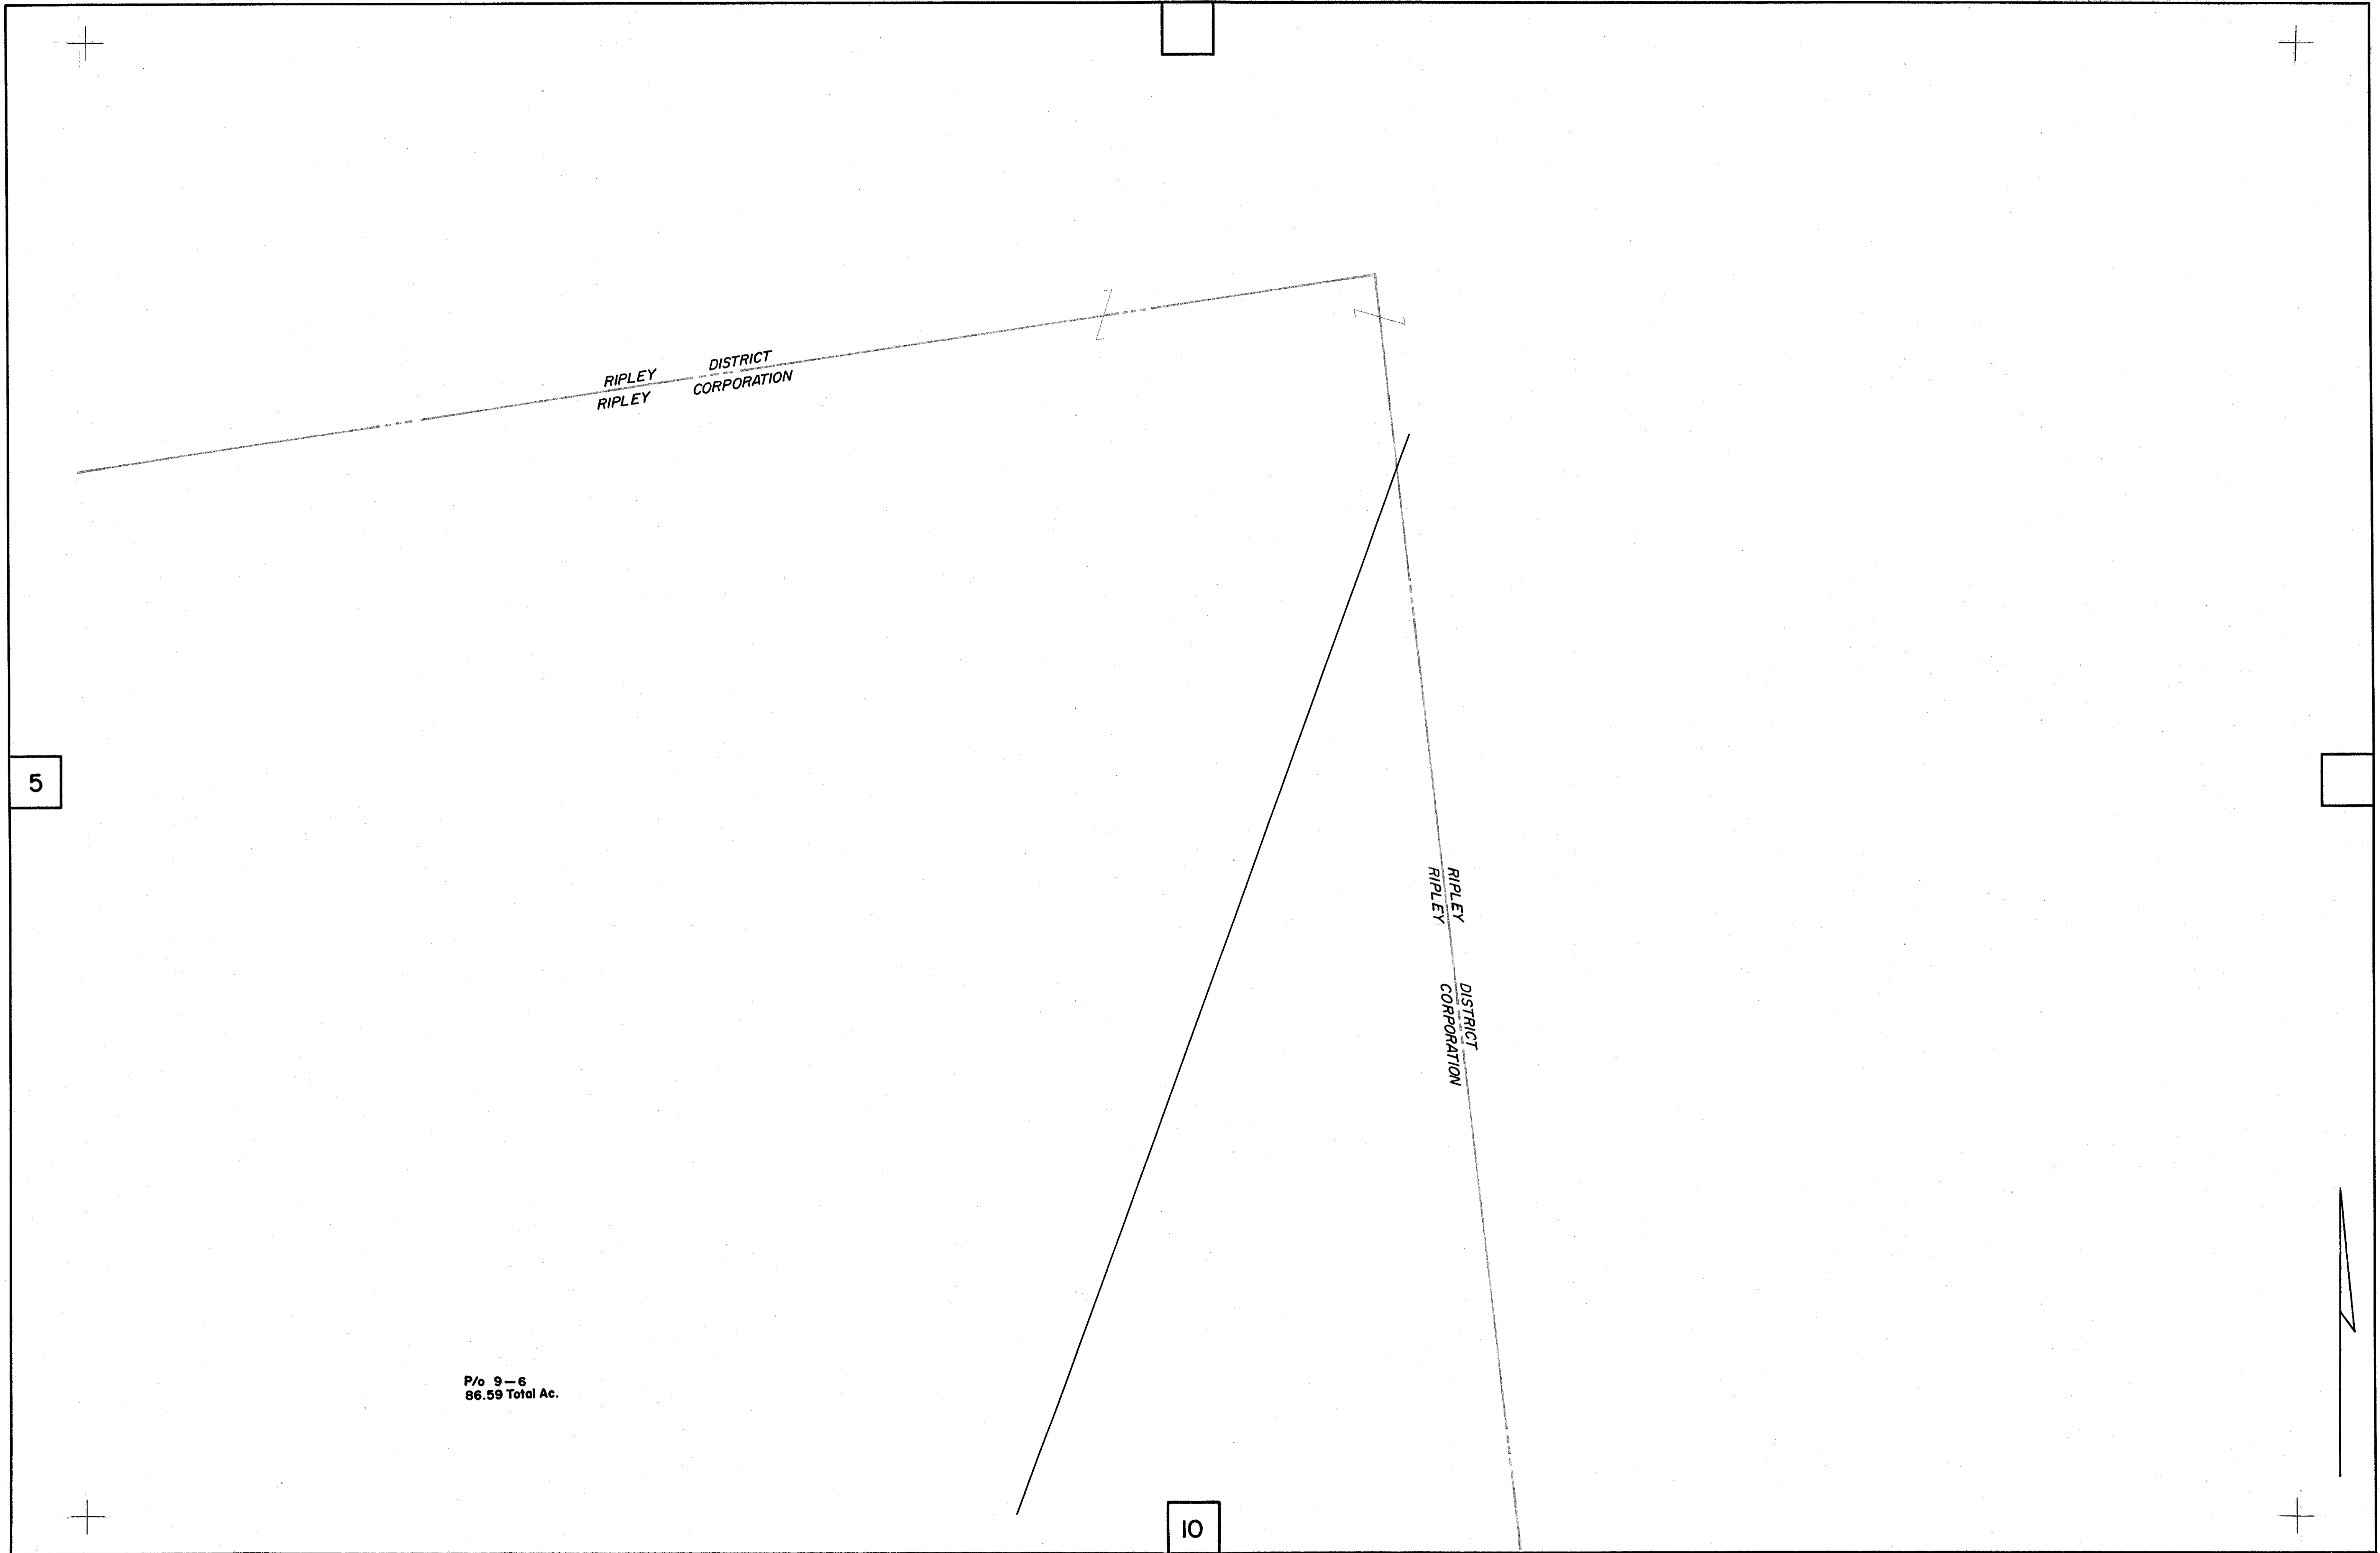 RIPLEY DISTRICT
RIPLEY CORPORATION
5
RIPLEY DISTRICT
RIPLEY CORPORATION
P/o 9-6
86.59 Total Ac.
10